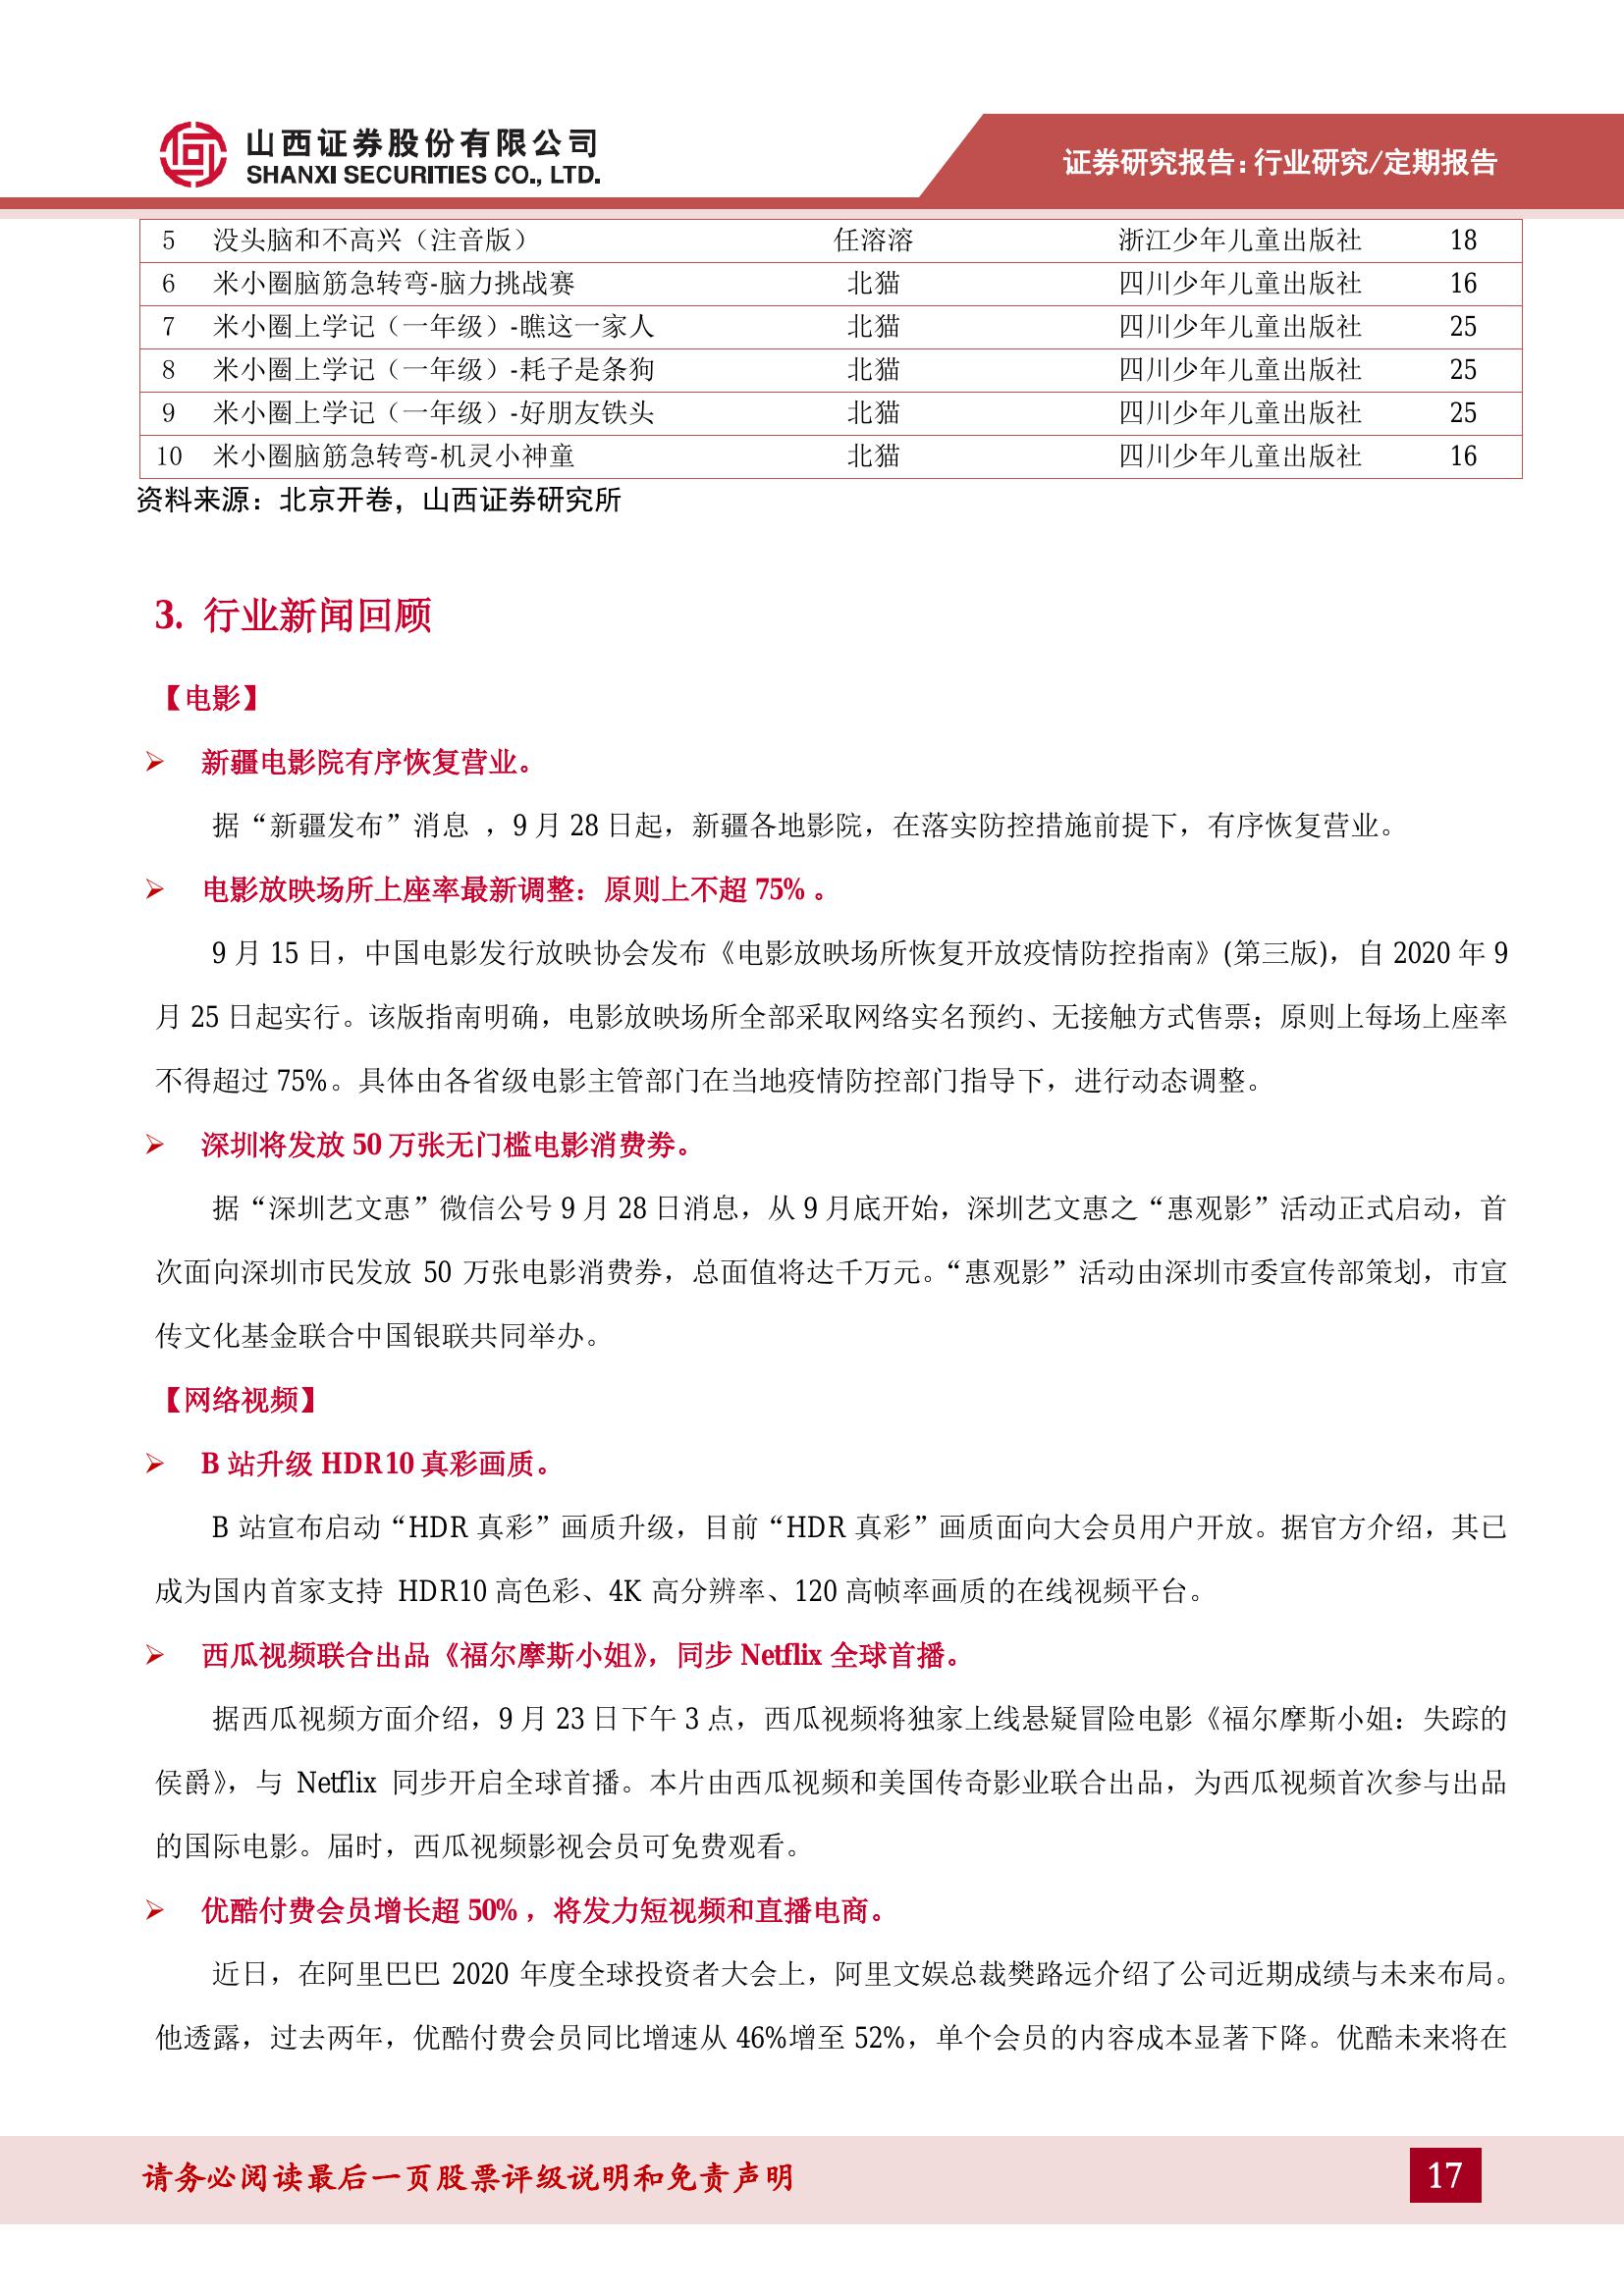 山西证券股份有限公司
SHANXI SECURITIES CO., LTD.
证券研究报告：行业研究/定期报告
5 没头脑和不高兴（注音版） 任溶溶 浙江少年儿童出版社 18
6 米小圈脑筋急转弯-脑力挑战赛 北猫 四川少年儿童出版社 16
7 米小圈上学记（一年级）-瞧这一家人 北猫 四川少年儿童出版社 25
8 米小圈上学记（一年级）-耗子是条狗 北猫 四川少年儿童出版社 25
9 米小圈上学记（一年级）-好朋友铁头 北猫 四川少年儿童出版社 25
10 米小圈脑筋急转弯-机灵小神童 北猫 四川少年儿童出版社 16
资料来源：北京开卷，山西证券研究所
3. 行业新闻回顾
【电影】
➢ 新疆电影院有序恢复营业。
据“新疆发布”消息 ，9 月 28 日起，新疆各地影院，在落实防控措施前提下，有序恢复营业。
➢ 电影放映场所上座率最新调整：原则上不超 75% 。
9 月 15 日，中国电影发行放映协会发布《电影放映场所恢复开放疫情防控指南》(第三版)，自 2020 年 9
月 25 日起实行。该版指南明确，电影放映场所全部采取网络实名预约、无接触方式售票；原则上每场上座率
不得超过 75%。具体由各省级电影主管部门在当地疫情防控部门指导下，进行动态调整。
➢ 深圳将发放 50 万张无门槛电影消费劵。
据“深圳艺文惠”微信公号 9 月 28 日消息，从 9 月底开始，深圳艺文惠之“惠观影”活动正式启动，首
次面向深圳市民发放 50 万张电影消费券，总面值将达千万元。“惠观影”活动由深圳市委宣传部策划，市宣
传文化基金联合中国银联共同举办。
【网络视频】
➢ B 站升级 HDR10 真彩画质。
B 站宣布启动“HDR 真彩”画质升级，目前“HDR 真彩”画质面向大会员用户开放。据官方介绍，其已
成为国内首家支持 HDR10 高色彩、4K 高分辨率、120 高帧率画质的在线视频平台。
➢ 西瓜视频联合出品《福尔摩斯小姐》，同步 Netflix 全球首播。
据西瓜视频方面介绍，9 月 23 日下午 3 点，西瓜视频将独家上线悬疑冒险电影《福尔摩斯小姐：失踪的
侯爵》，与 Netflix 同步开启全球首播。本片由西瓜视频和美国传奇影业联合出品，为西瓜视频首次参与出品
的国际电影。届时，西瓜视频影视会员可免费观看。
➢ 优酷付费会员增长超 50% ，将发力短视频和直播电商。
近日，在阿里巴巴 2020 年度全球投资者大会上，阿里文娱总裁樊路远介绍了公司近期成绩与未来布局。
他透露，过去两年，优酷付费会员同比增速从 46%增至 52%，单个会员的内容成本显著下降。优酷未来将在
请务必阅读最后一页股票评级说明和免责声明
17